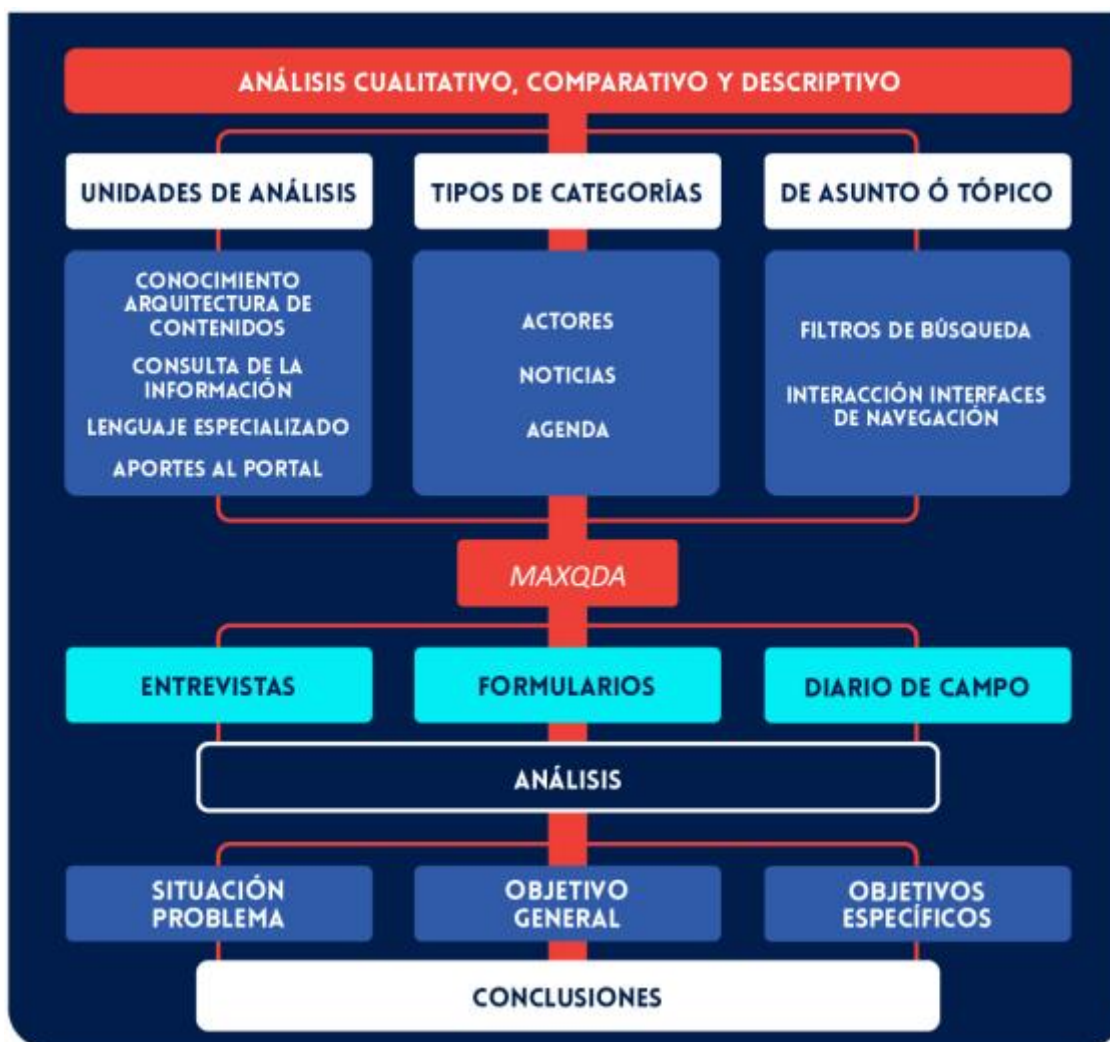 ANÁLISIS CUALITATIVO, COMPARATIVO Y DESCRIPTIVO
UNIDADES DE ANÁLISIS
TIPOS DE CATEGORÍAS
DE ASUNTO Ó TÓPICO
CONOCIMIENTO
ARQUITECTURA DE
CONTENIDOS
CONSULTA DE LA
INFORMACIÓN
LENGUAJE ESPECIALIZADO
APORTES AL PORTAL
ACTORES
NOTICIAS
AGENDA
FILTROS DE BÚSQUEDA
INTERACCIÓN INTERFACES
DE NAVEGACIÓN
MAXQDA
ENTREVISTAS
FORMULARIOS
DIARIO DE CAMPO
ANÁLISIS
SITUACIÓN
PROBLEMA
OBJETIVO
GENERAL
OBJETIVOS
ESPECÍFICOS
CONCLUSIONES